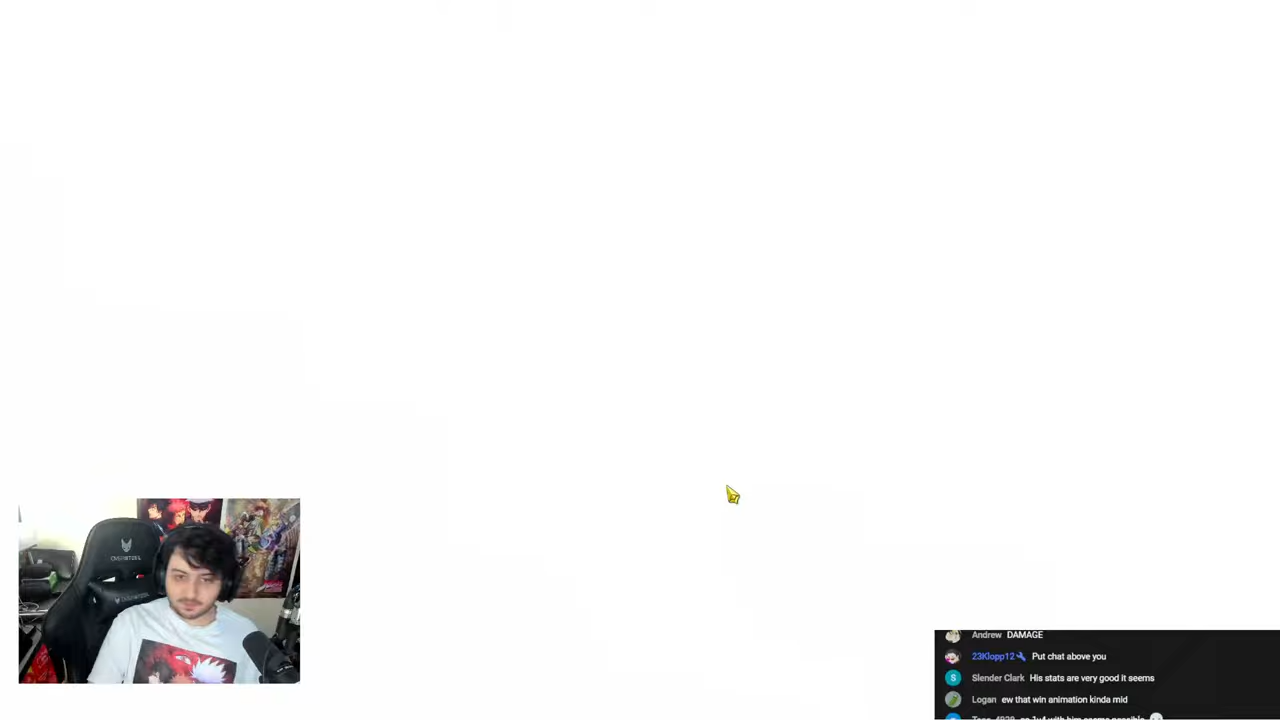 Andrew DAMAGE
23Klopp12 Put chat above you
S Slender Clark His stats are very good it seems
Logan ew that win animation kinda mid